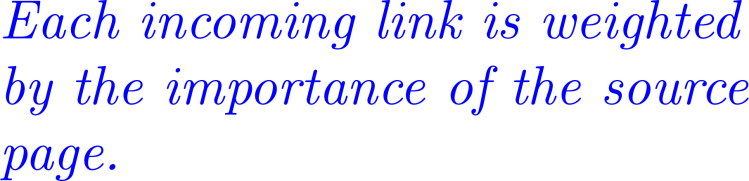 Each incoming link is weighted
by the importance of the source
page.